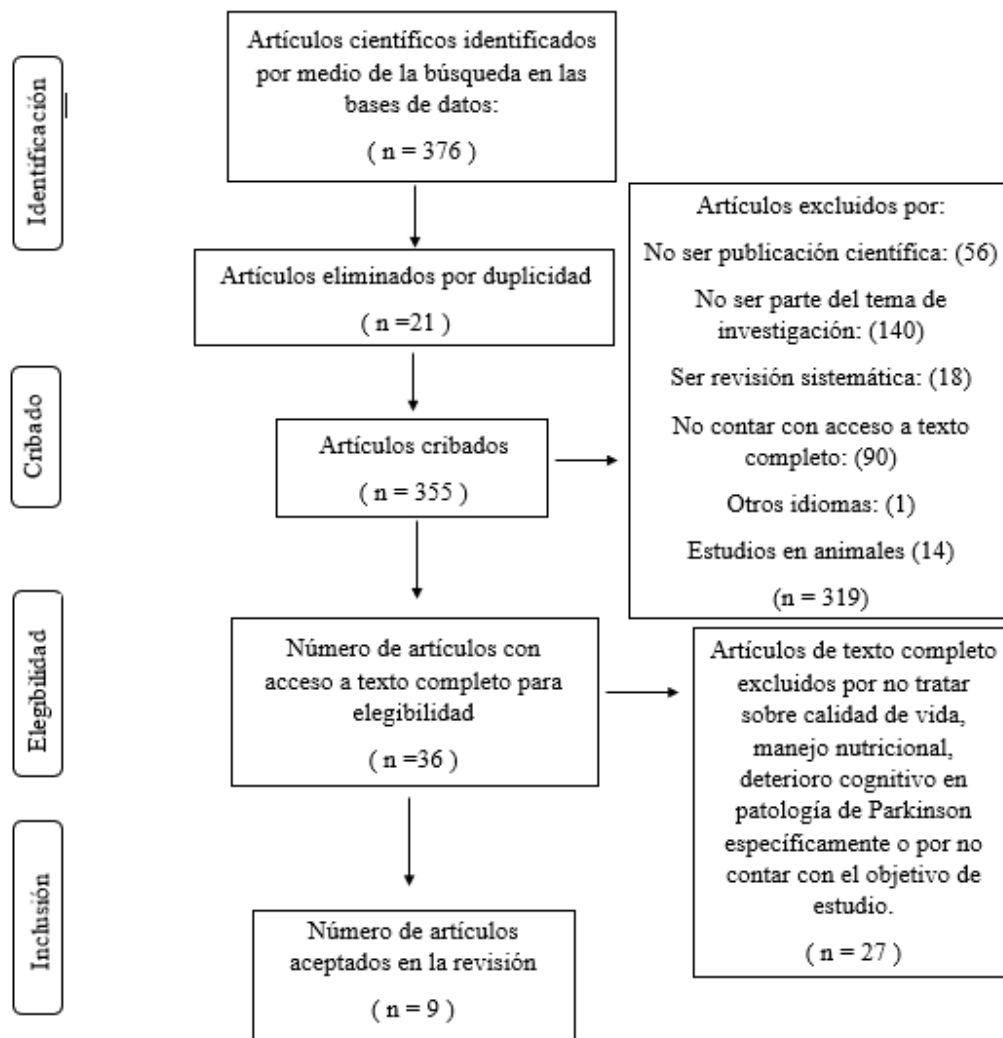 Identificación
Artículos científicos identificados
por medio de la búsqueda en las
bases de datos:
( n = 376 )
Artículos eliminados por duplicidad
( n =21 )
Cribado
Artículos cribados
( n = 355 )
Artículos excluidos por:
No ser publicación científica: (56)
No ser parte del tema de
investigación: (140)
Ser revisión sistemática: (18)
No contar con acceso a texto
completo: (90)
Otros idiomas: (1)
Estudios en animales (14)
(n = 319)
Elegibilidad
Número de artículos con
acceso a texto completo para
elegibilidad
( n =36 )
Artículos de texto completo
excluidos por no tratar
sobre calidad de vida,
manejo nutricional,
deterioro cognitivo en
patología de Parkinson
específicamente o por no
contar con el objetivo de
estudio.
( n = 27 )
Inclusión
Número de artículos
aceptados en la revisión
( n = 9 )